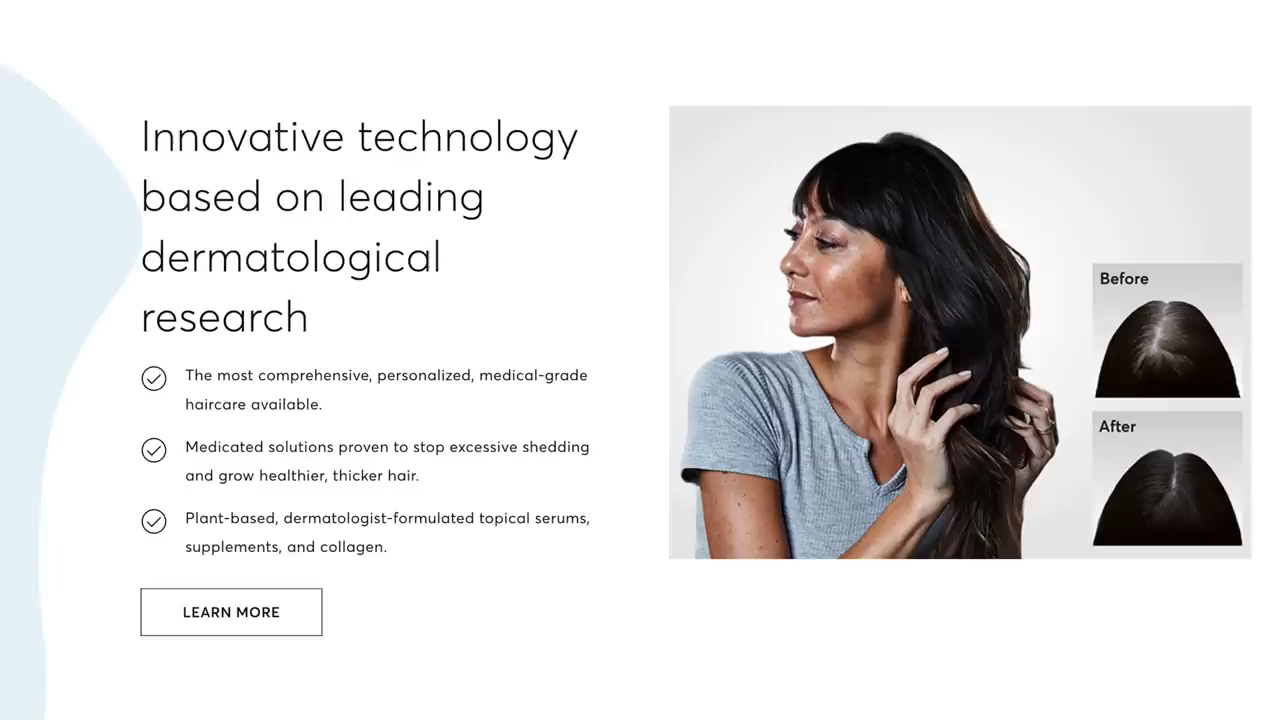 Innovative technology
based on leading
dermatological
research
The most comprehensive, personalized, medical-grade
haircare available.
Medicated solutions proven to stop excessive shedding
and grow healthier, thicker hair.
Plant-based, dermatologist-formulated topical serums,
supplements, and collagen.
LEARN MORE
Before
After